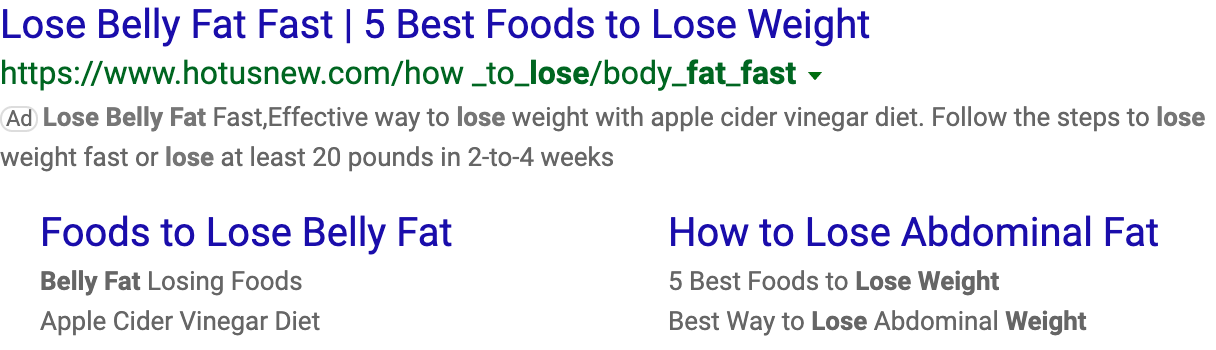 Lose Belly Fat Fast | 5 Best Foods to Lose Weight
https://www.hotusnew.com/how _to_lose/body_fat_fast
Ad Lose Belly Fat Fast,Effective way to lose weight with apple cider vinegar diet. Follow the steps to lose
weight fast or lose at least 20 pounds in 2-to-4 weeks
Foods to Lose Belly Fat
Belly Fat Losing Foods
Apple Cider Vinegar Diet
How to Lose Abdominal Fat
5 Best Foods to Lose Weight
Best Way to Lose Abdominal Weight